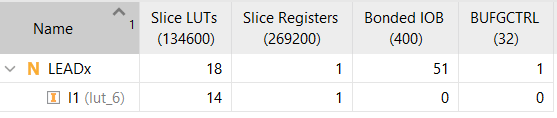 Name 1 Slice LUTs (134600) Slice Registers (269200) Bonded IOB (400) BUFGCTRL (32)
N LEADx 18 1 51 1
I1 (lut_6) 14 1 0 0